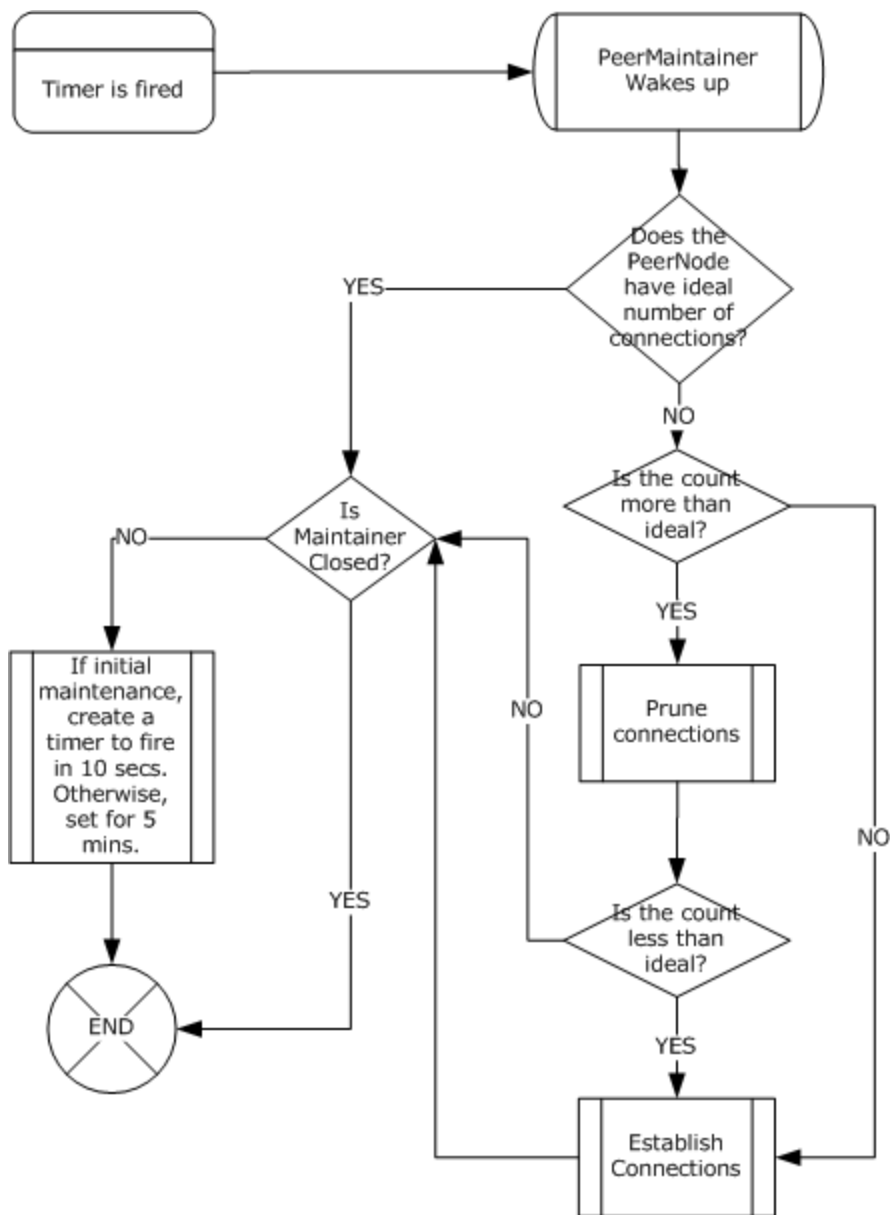 Timer is fired
PeerMaintainer
Wakes up
Does the
PeerNode
have ideal
number of
connections?
YES
NO
Is the count
more than
ideal?
Is
Maintainer
Closed?
NO
YES
If initial
maintenance,
create a
timer to fire
in 10 secs.
Otherwise,
set for 5
mins.
Prune
connections
NO
NO
YES
Is the count
less than
ideal?
END
YES
Establish
Connections